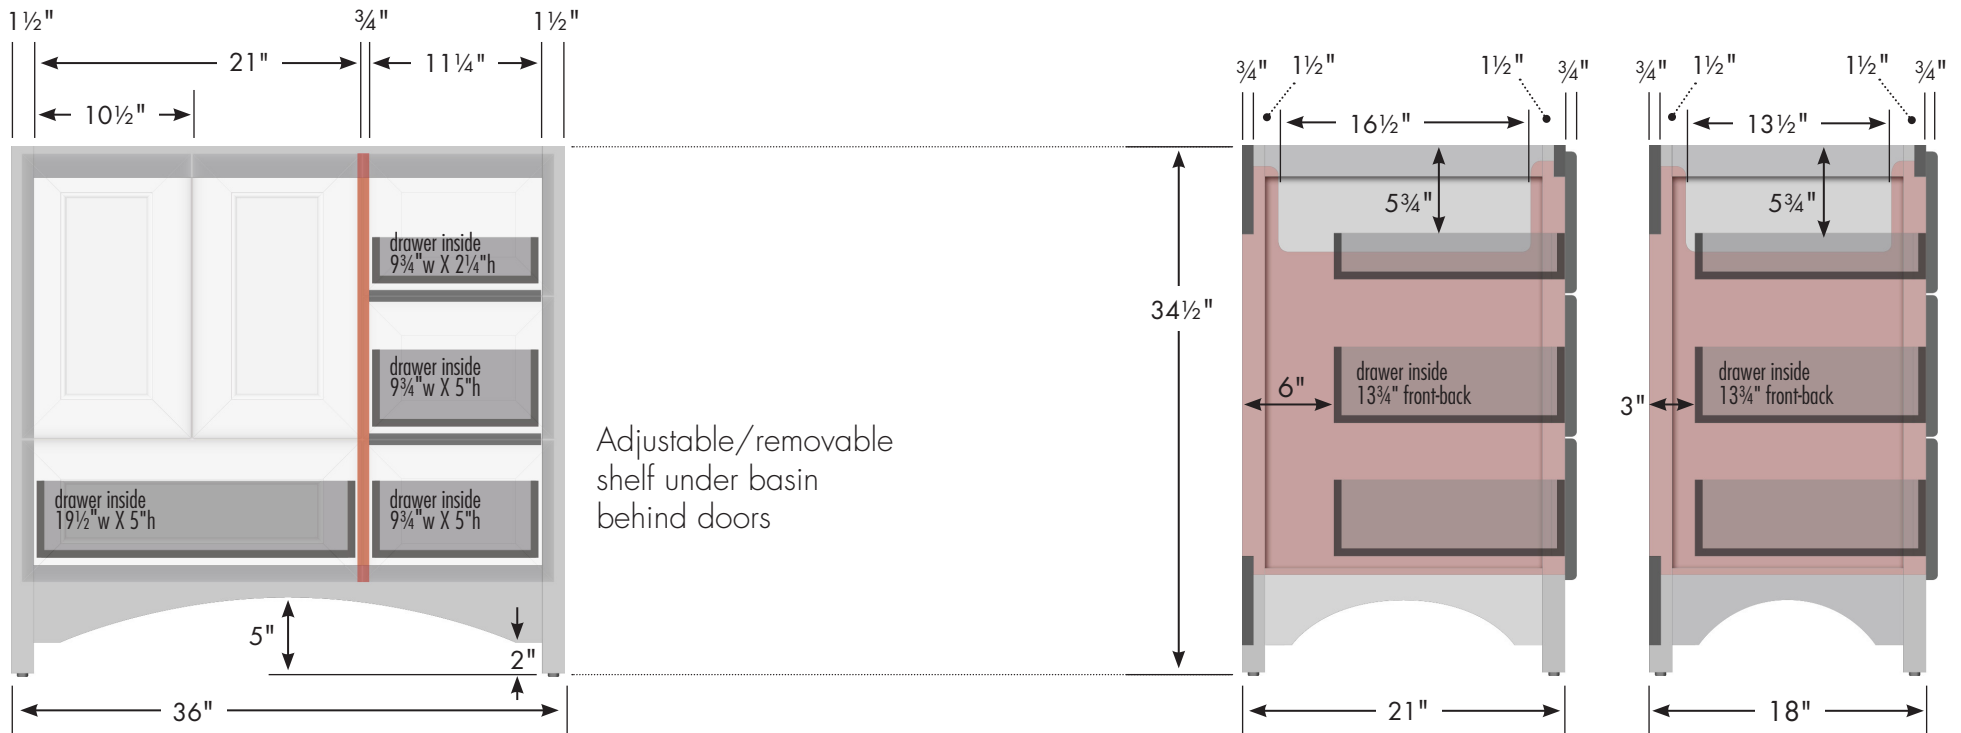 1½" ¾" 1½"
21" 11¼"
10½"
drawer inside
9¾"w X 2¼"h
drawer inside
9¾"w X 5"h
drawer inside
19½"w X 5"h
drawer inside
9¾"w X 5"h
5"
2"
36"
Adjustable/removable
shelf under basin
behind doors
34½"
¾" 1½" 1½" ¾"
16½"
5¾"
6"
drawer inside
13¾" front-back
21"
¾" 1½" 1½" ¾"
13½"
5¾"
3"
drawer inside
13¾" front-back
18"